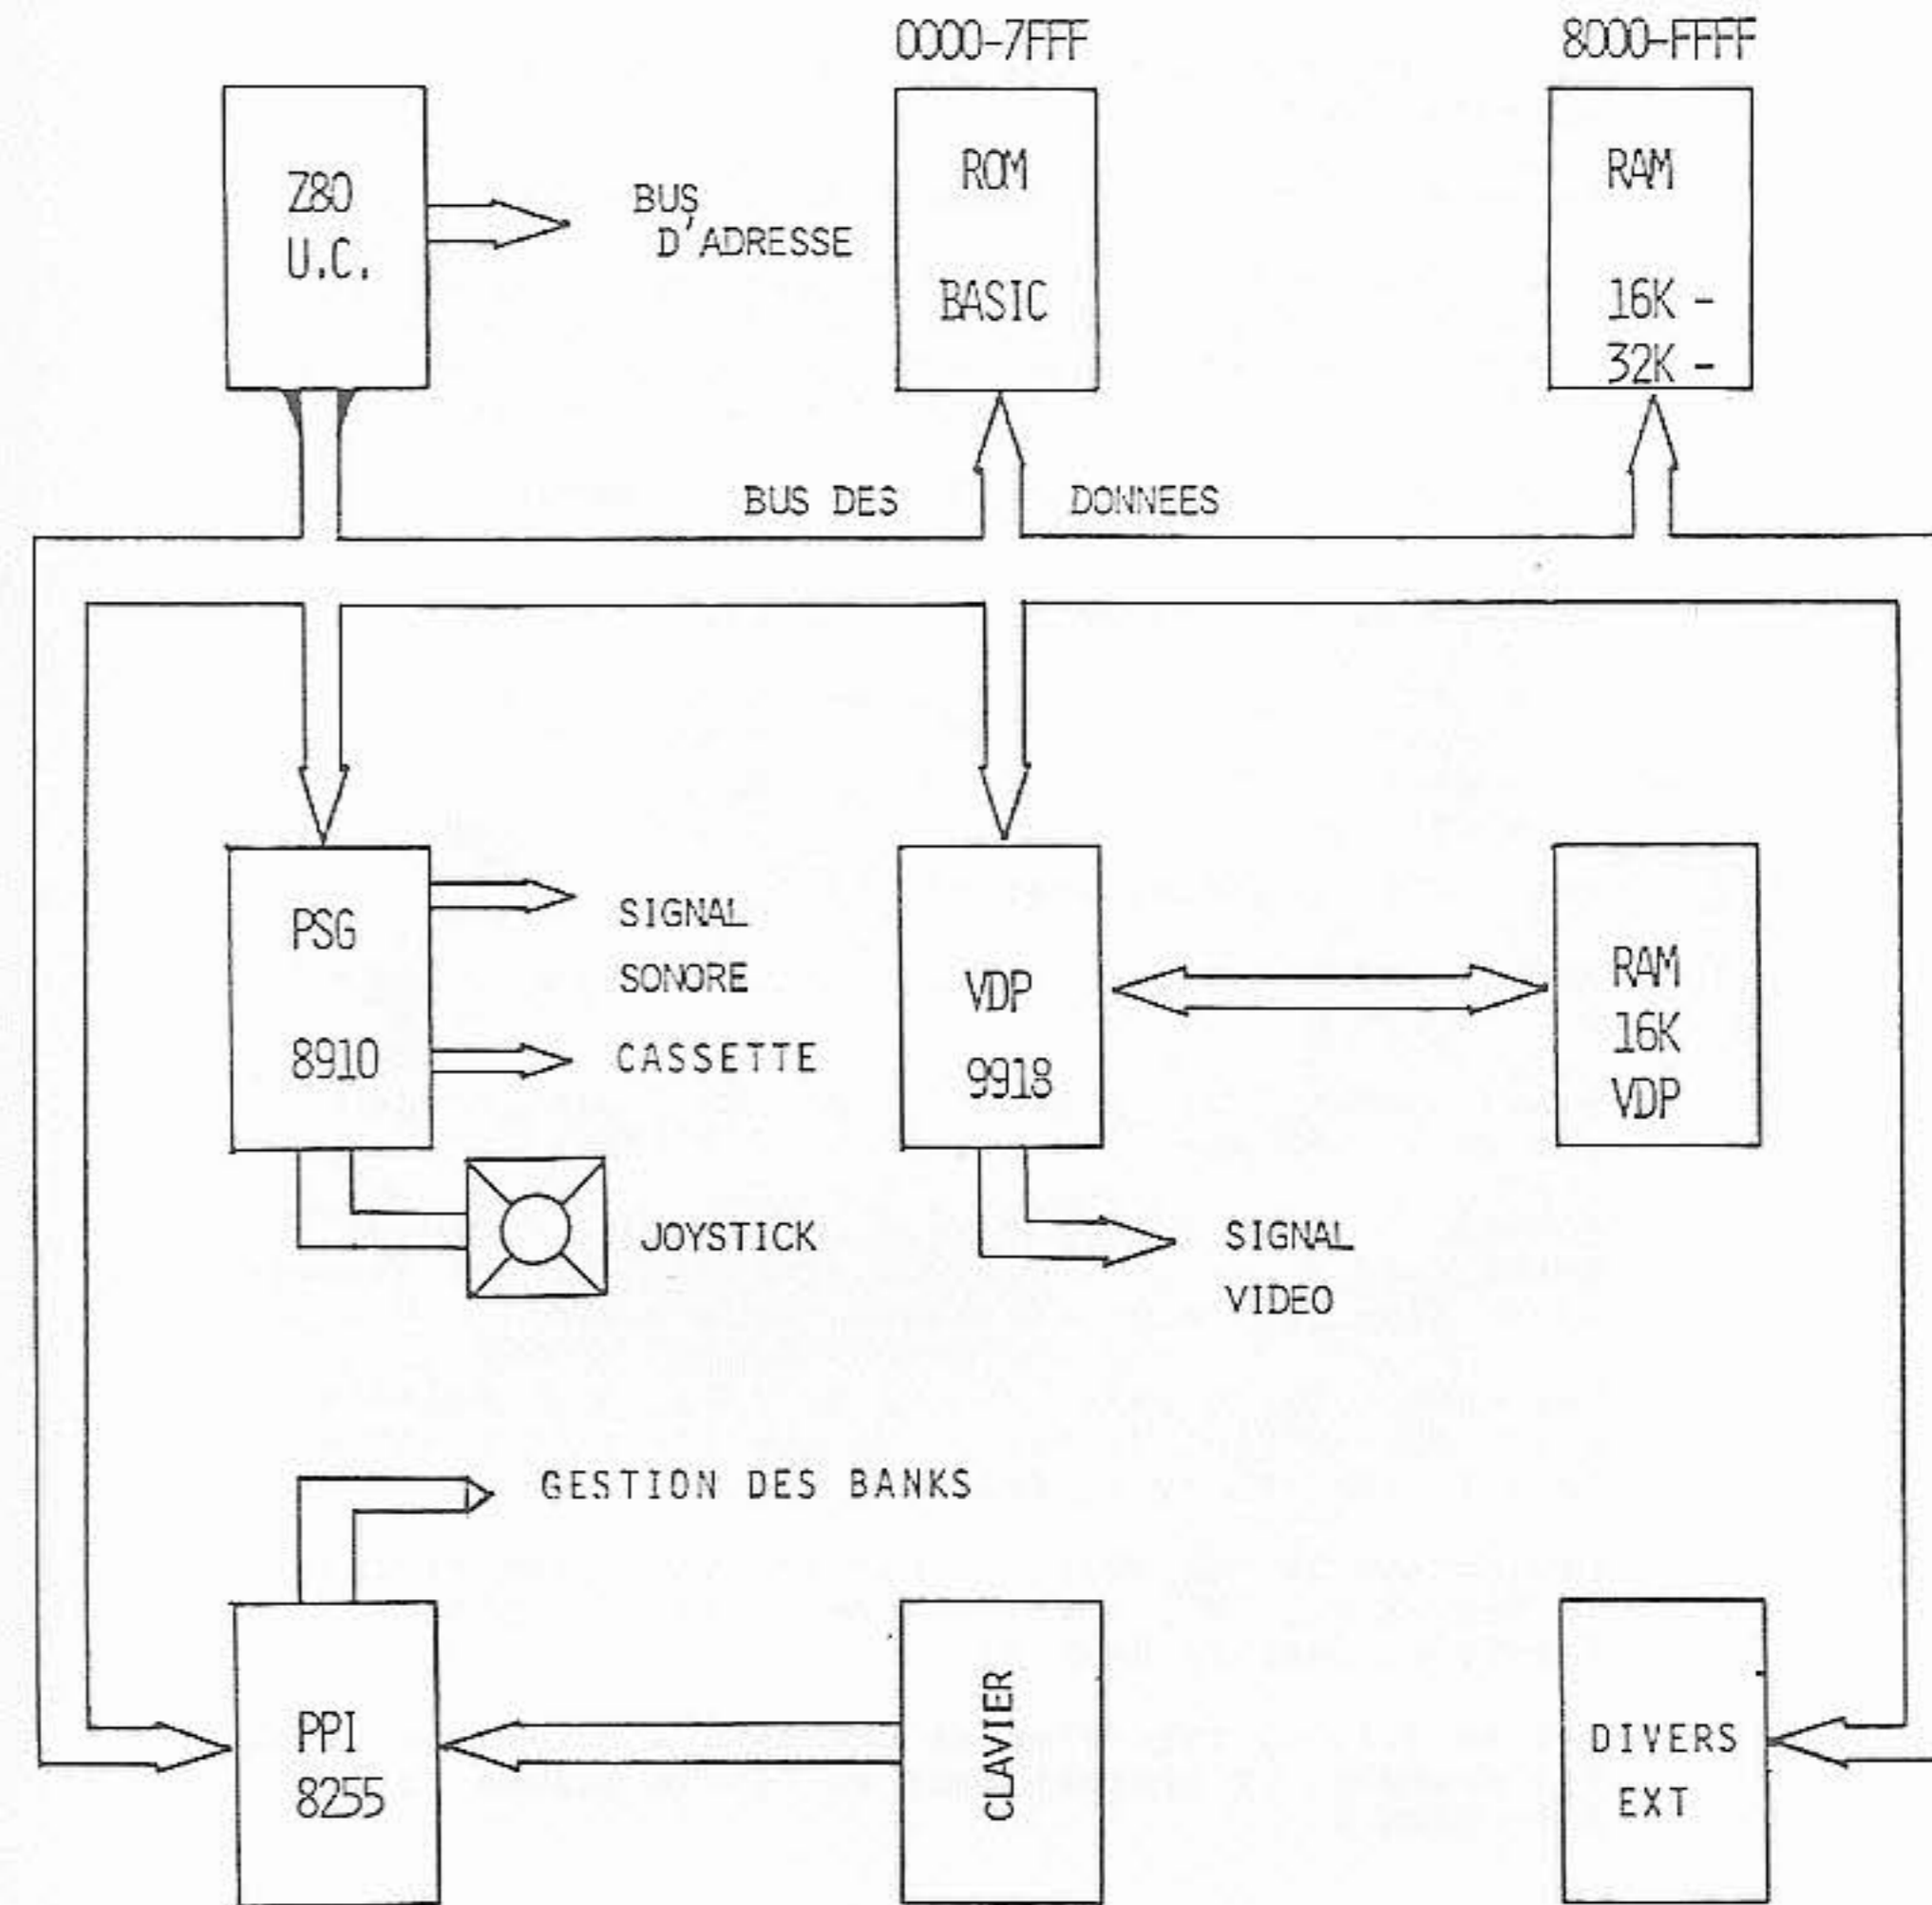 0000-7FFF
8000-FFFF
Z80
U.C.
BUS
D'ADRESSE
ROM
BASIC
RAM
16K -
32K -
BUS DES DONNEES
PSG
8910
SIGNAL
SONORE
CASSETTE
JOYSTICK
VDP
9918
SIGNAL
VIDEO
RAM
16K
VDP
GESTION DES BANKS
PPI
8255
CLAVIER
DIVERS
EXT